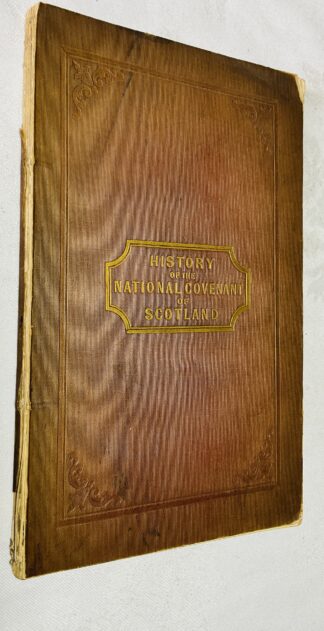 HISTORY
OF THE
NATIONAL COVENANT
OF
SCOTLAND